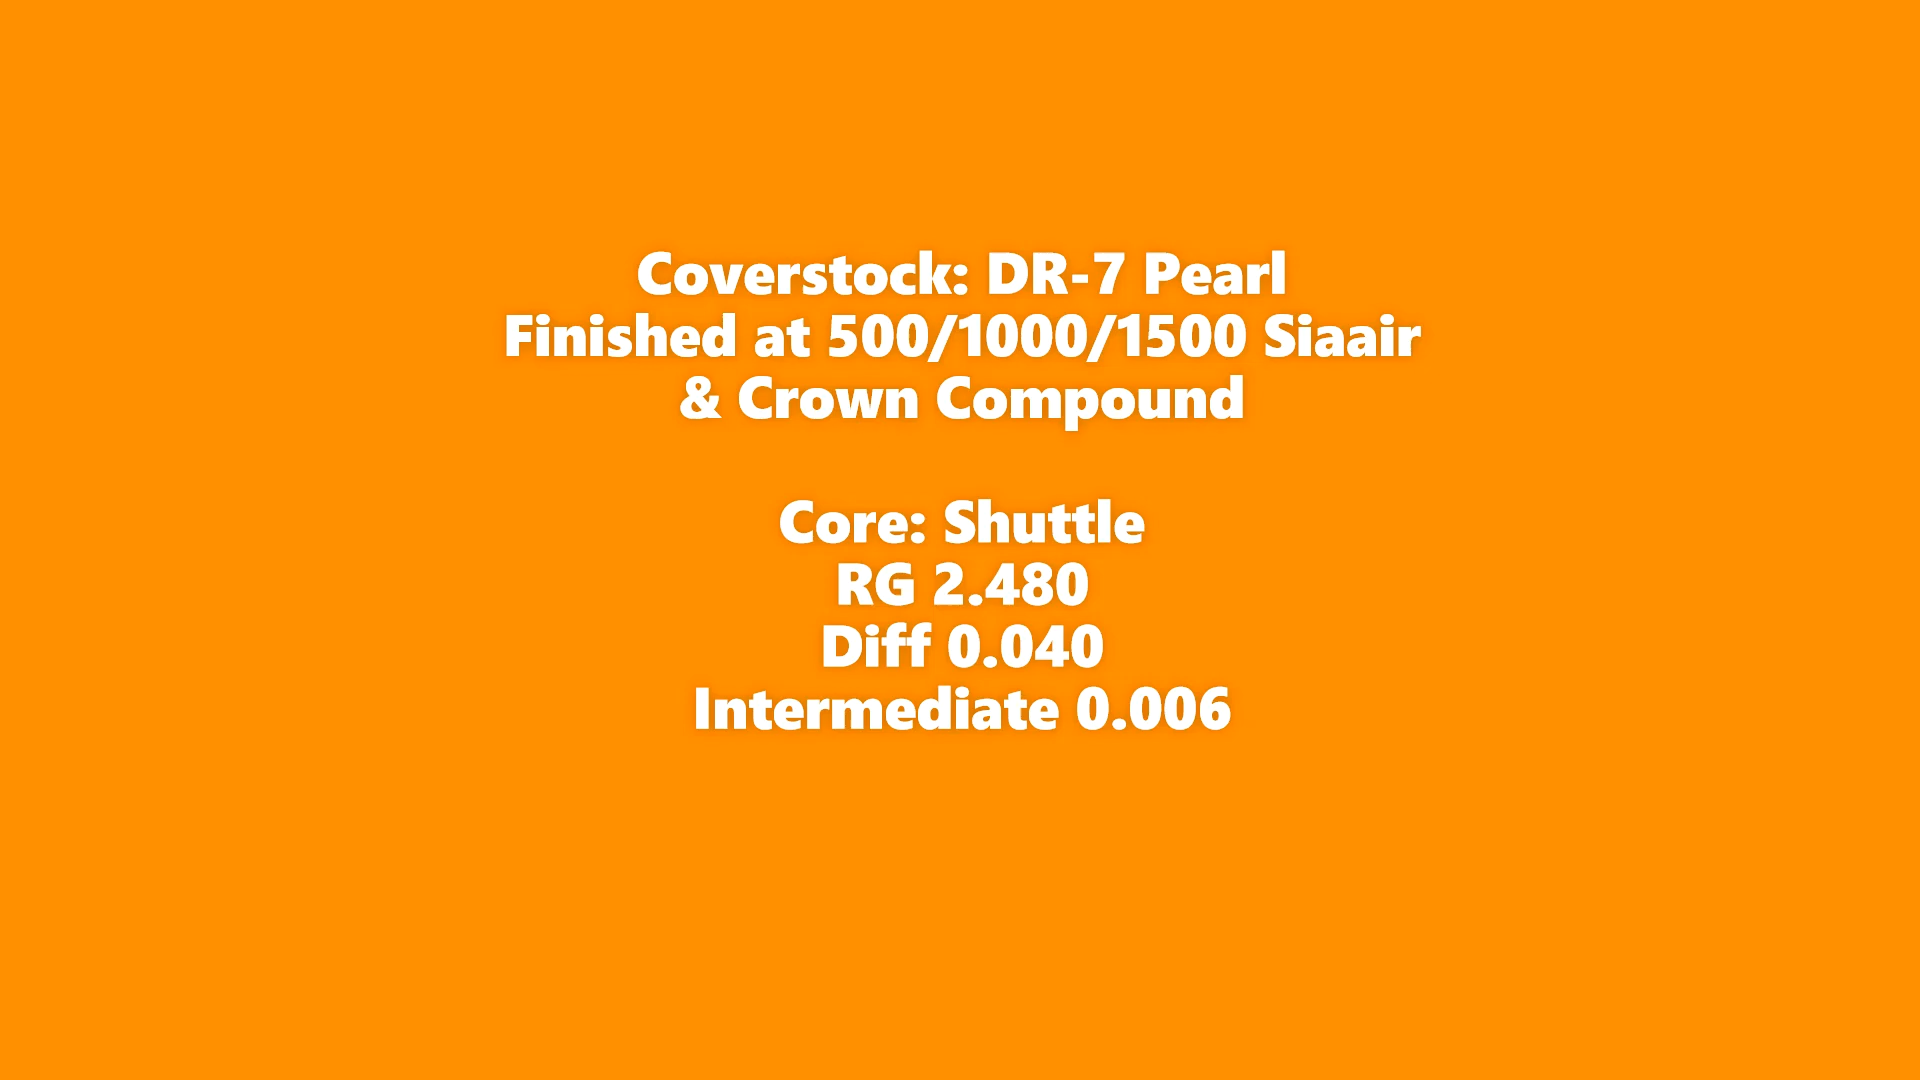 Coverstock: DR-7 Pearl
Finished at 500/1000/1500 Siaair
& Crown Compound
Core: Shuttle
RG 2.480
Diff 0.040
Intermediate 0.006